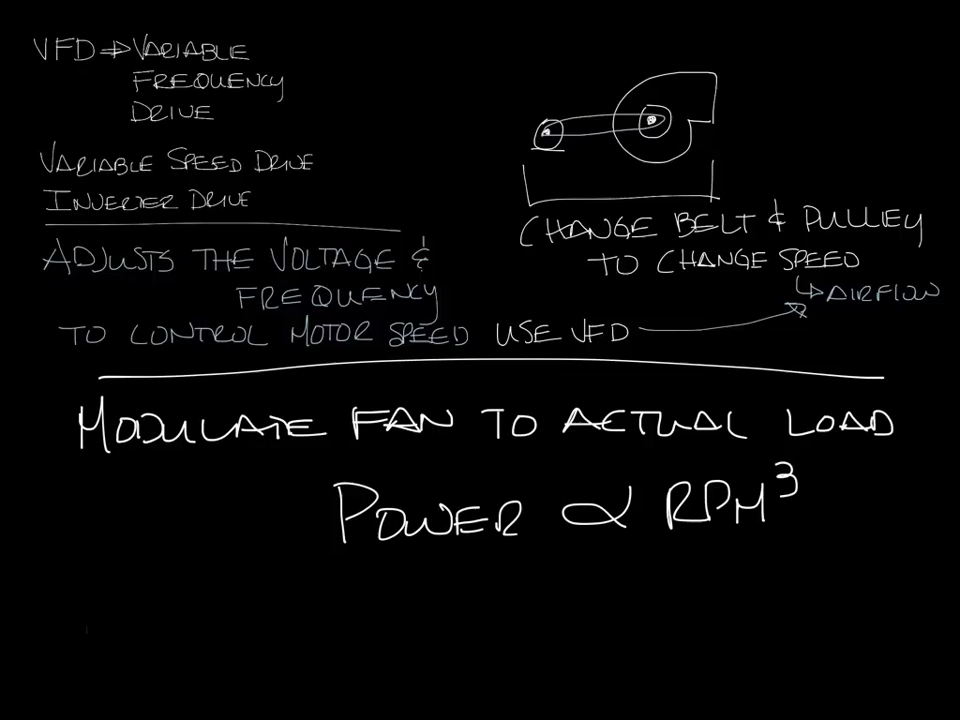 VFD ⇒ VARIABLE
FREQUENCY
DRIVE
VARIABLE SPEED DRIVE
INVERTER DRIVE
ADJUSTS THE VOLTAGE &
FREQUENCY
TO CONTROL MOTOR SPEED
CHANGE BELT & PULLEY
TO CHANGE SPEED
↳ AIRFLOW
USE VFD
MODULATE FAN TO ACTUAL LOAD
POWER ∝ RPM³